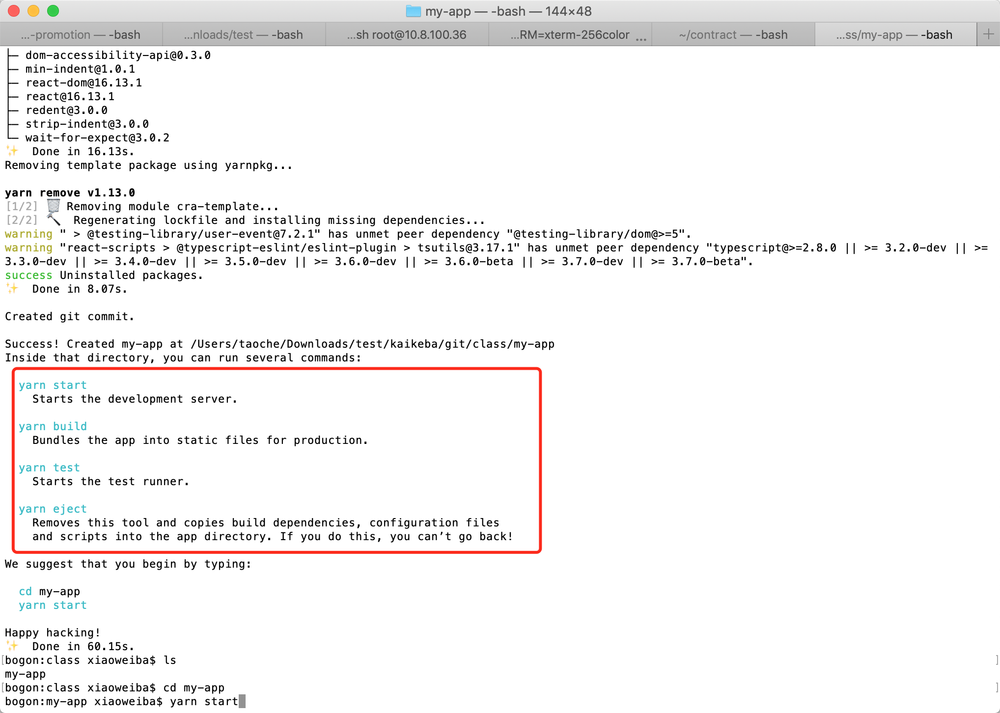 my-app — -bash — 144×48
...-promotion — -bash
...nloads/test — -bash
...sh root@10.8.100.36
...RM=xterm-256color ...
~/contract — -bash
...ss/my-app — -bash
├─ dom-accessibility-api@0.3.0
├─ min-indent@1.0.1
├─ react-dom@16.13.1
├─ react@16.13.1
├─ redent@3.0.0
├─ strip-indent@3.0.0
└─ wait-for-expect@3.0.2
✨  Done in 16.13s.
Removing template package using yarnpkg...
yarn remove v1.13.0
[1/2] 🗑 Removing module cra-template...
[2/2] 🔨  Regenerating lockfile and installing missing dependencies...
warning " > @testing-library/user-event@7.2.1" has unmet peer dependency "@testing-library/dom@>=5".
warning "react-scripts > @typescript-eslint/eslint-plugin > tsutils@3.17.1" has unmet peer dependency "typescript@>=2.8.0 || >= 3.2.0-dev || >=
3.3.0-dev || >= 3.4.0-dev || >= 3.5.0-dev || >= 3.6.0-dev || >= 3.6.0-beta || >= 3.7.0-dev || >= 3.7.0-beta".
success Uninstalled packages.
✨  Done in 8.07s.
Created git commit.
Success! Created my-app at /Users/taoche/Downloads/test/kaikeba/git/class/my-app
Inside that directory, you can run several commands:
yarn start
Starts the development server.
yarn build
Bundles the app into static files for production.
yarn test
Starts the test runner.
yarn eject
Removes this tool and copies build dependencies, configuration files
and scripts into the app directory. If you do this, you can’t go back!
We suggest that you begin by typing:
cd my-app
yarn start
Happy hacking!
✨  Done in 60.15s.
[bogon:class xiaoweiba$ ls ]
my-app
[bogon:class xiaoweiba$ cd my-app ]
bogon:my-app xiaoweiba$ yarn start